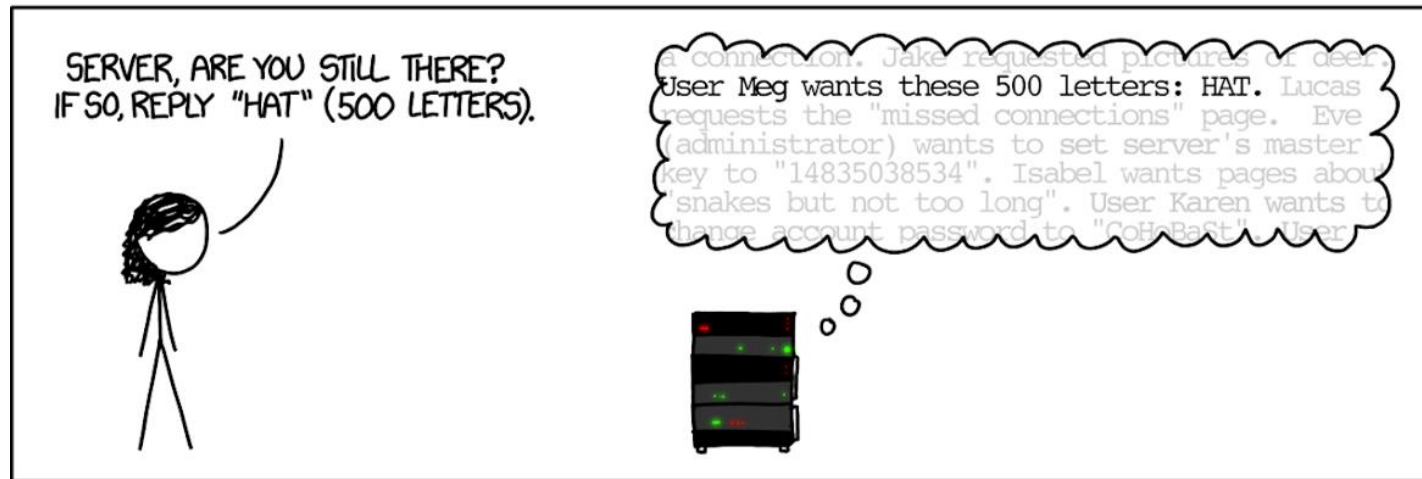 SERVER, ARE YOU STILL THERE?
IF SO, REPLY "HAT" (500 LETTERS).
a connection. Jake requested pictures of deer.
User Meg wants these 500 letters: HAT. Lucas
requests the "missed connections" page. Eve
(administrator) wants to set server's master
key to "14835038534". Isabel wants pages about
"snakes but not too long". User Karen wants to
change account password to "CoHoBaSt". User